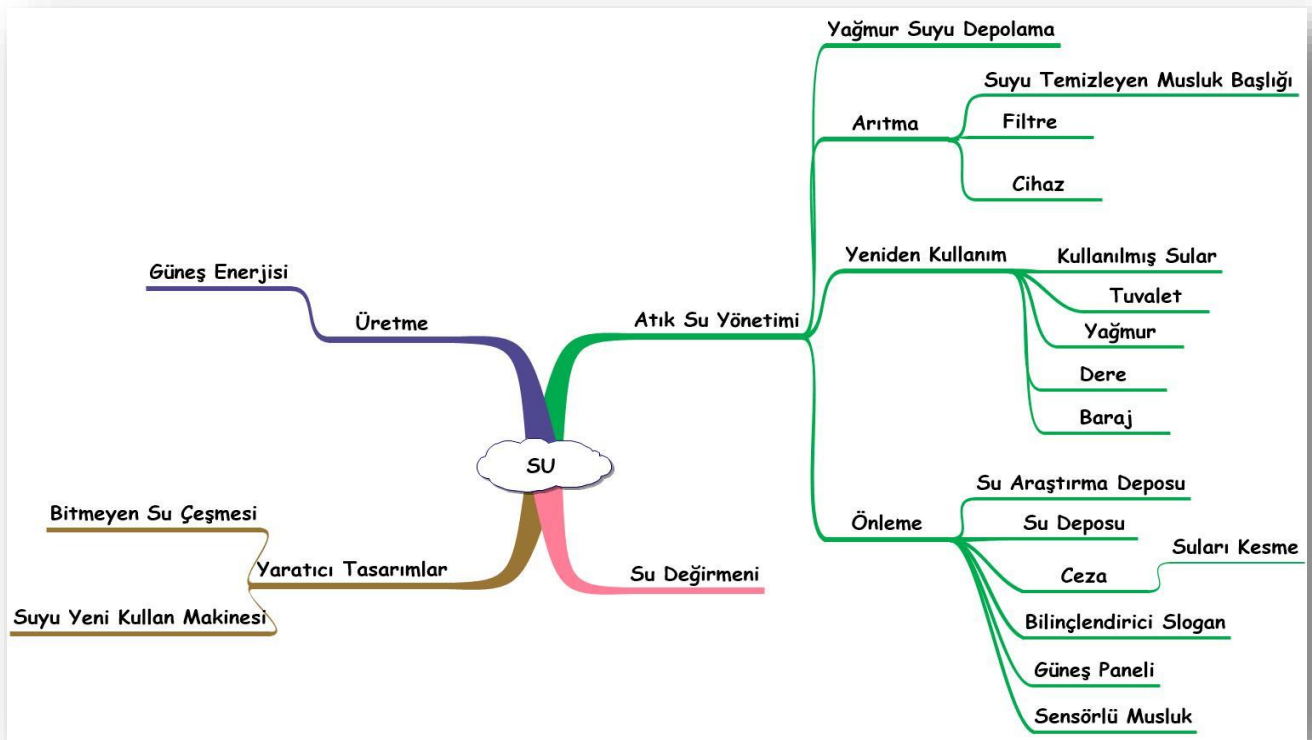 SU
Atık Su Yönetimi
Yağmur Suyu Depolama
Arıtma
Suyu Temizleyen Musluk Başlığı
Filtre
Cihaz
Yeniden Kullanım
Kullanılmış Sular
Tuvalet
Yağmur
Dere
Baraj
Önleme
Su Araştırma Deposu
Su Deposu
Ceza
Suları Kesme
Bilinçlendirici Slogan
Güneş Paneli
Sensörlü Musluk
Su Değirmeni
Yaratıcı Tasarımlar
Bitmeyen Su Çeşmesi
Suyu Yeni Kullan Makinesi
Üretme
Güneş Enerjisi